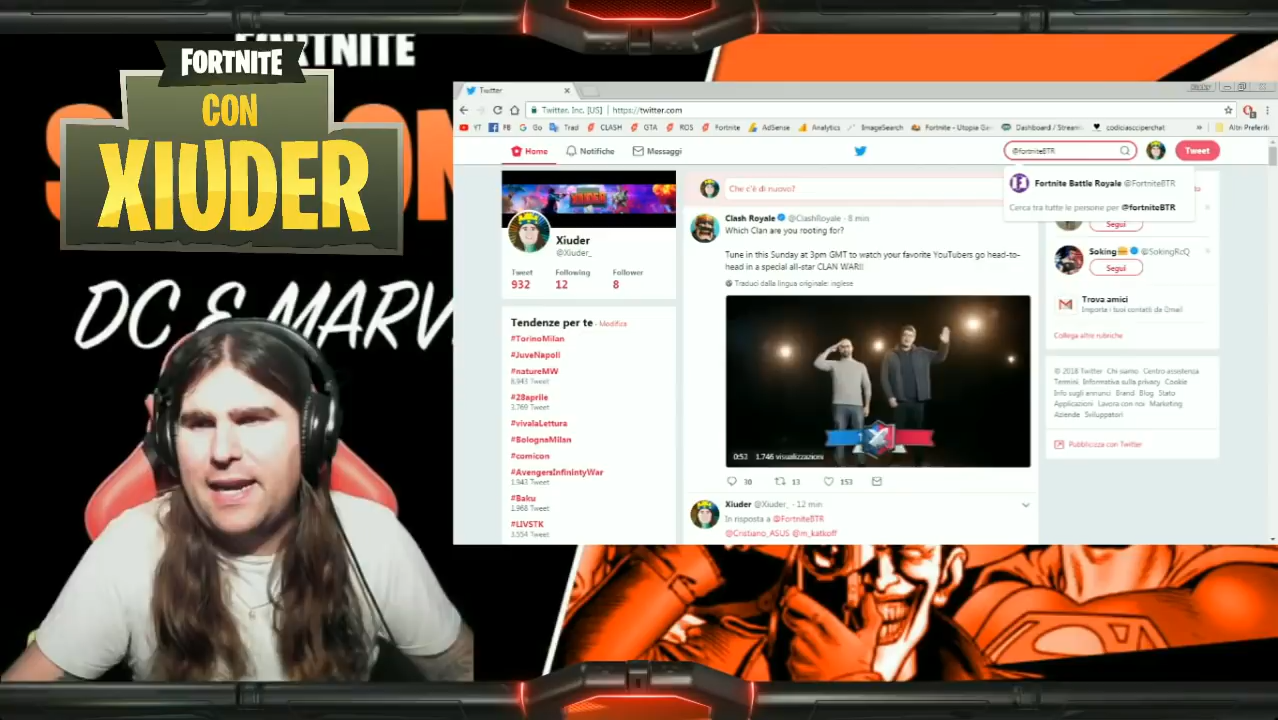 FORTNITE
FORTNITE
CON
XIUDER
DC & MARV
Twitter
Twitter, Inc. [US] | https://twitter.com
YT FB Go Trad CLASH GTA ROS Fortnite AdSense Analytics ImageSearch Fortnite - Utopia Ger Dashboard / Streami codiciasciperchat » Altri Preferiti
Home Notifiche Messaggi @fortniteBTR Tweet
Fortnite Battle Royale @FortniteBTR
Cerca tra tutte le persone per @fortniteBTR
Xiuder
@Xiuder_
Tweet Following Follower
932 12 8
Tendenze per te - Modifica
#TorinoMilan
#JuveNapoli
#natureMW
8.943 Tweet
#28aprile
3.769 Tweet
#vivalaLettura
#BolognaMilan
#comicon
#AvengersInfinintyWar
1.943 Tweet
#Baku
1.968 Tweet
#LIVSTK
3.554 Tweet
Che c'è di nuovo?
Clash Royale @ClashRoyale - 8 min
Which Clan are you rooting for?
Tune in this Sunday at 3pm GMT to watch your favorite YouTubers go head-to-
head in a special all-star CLAN WAR!!!
Traduci dalla lingua originale: inglese
0:53 1.746 visualizzazioni
30 13 153
Xiuder @Xiuder_ - 12 min
In risposta a @FortniteBTR
@Cristiano_ASUS @m_katkoff
Segui
Soking @SokingRcQ
Segui
Trova amici
Importa i tuoi contatti da Gmail
Collega altre rubriche
© 2018 Twitter Chi siamo Centro assistenza
Termini Informativa sulla privacy Cookie
Info sugli annunci Brand Blog Stato
Applicazioni Lavora con noi Marketing
Aziende Sviluppatori
Pubblicizza con Twitter